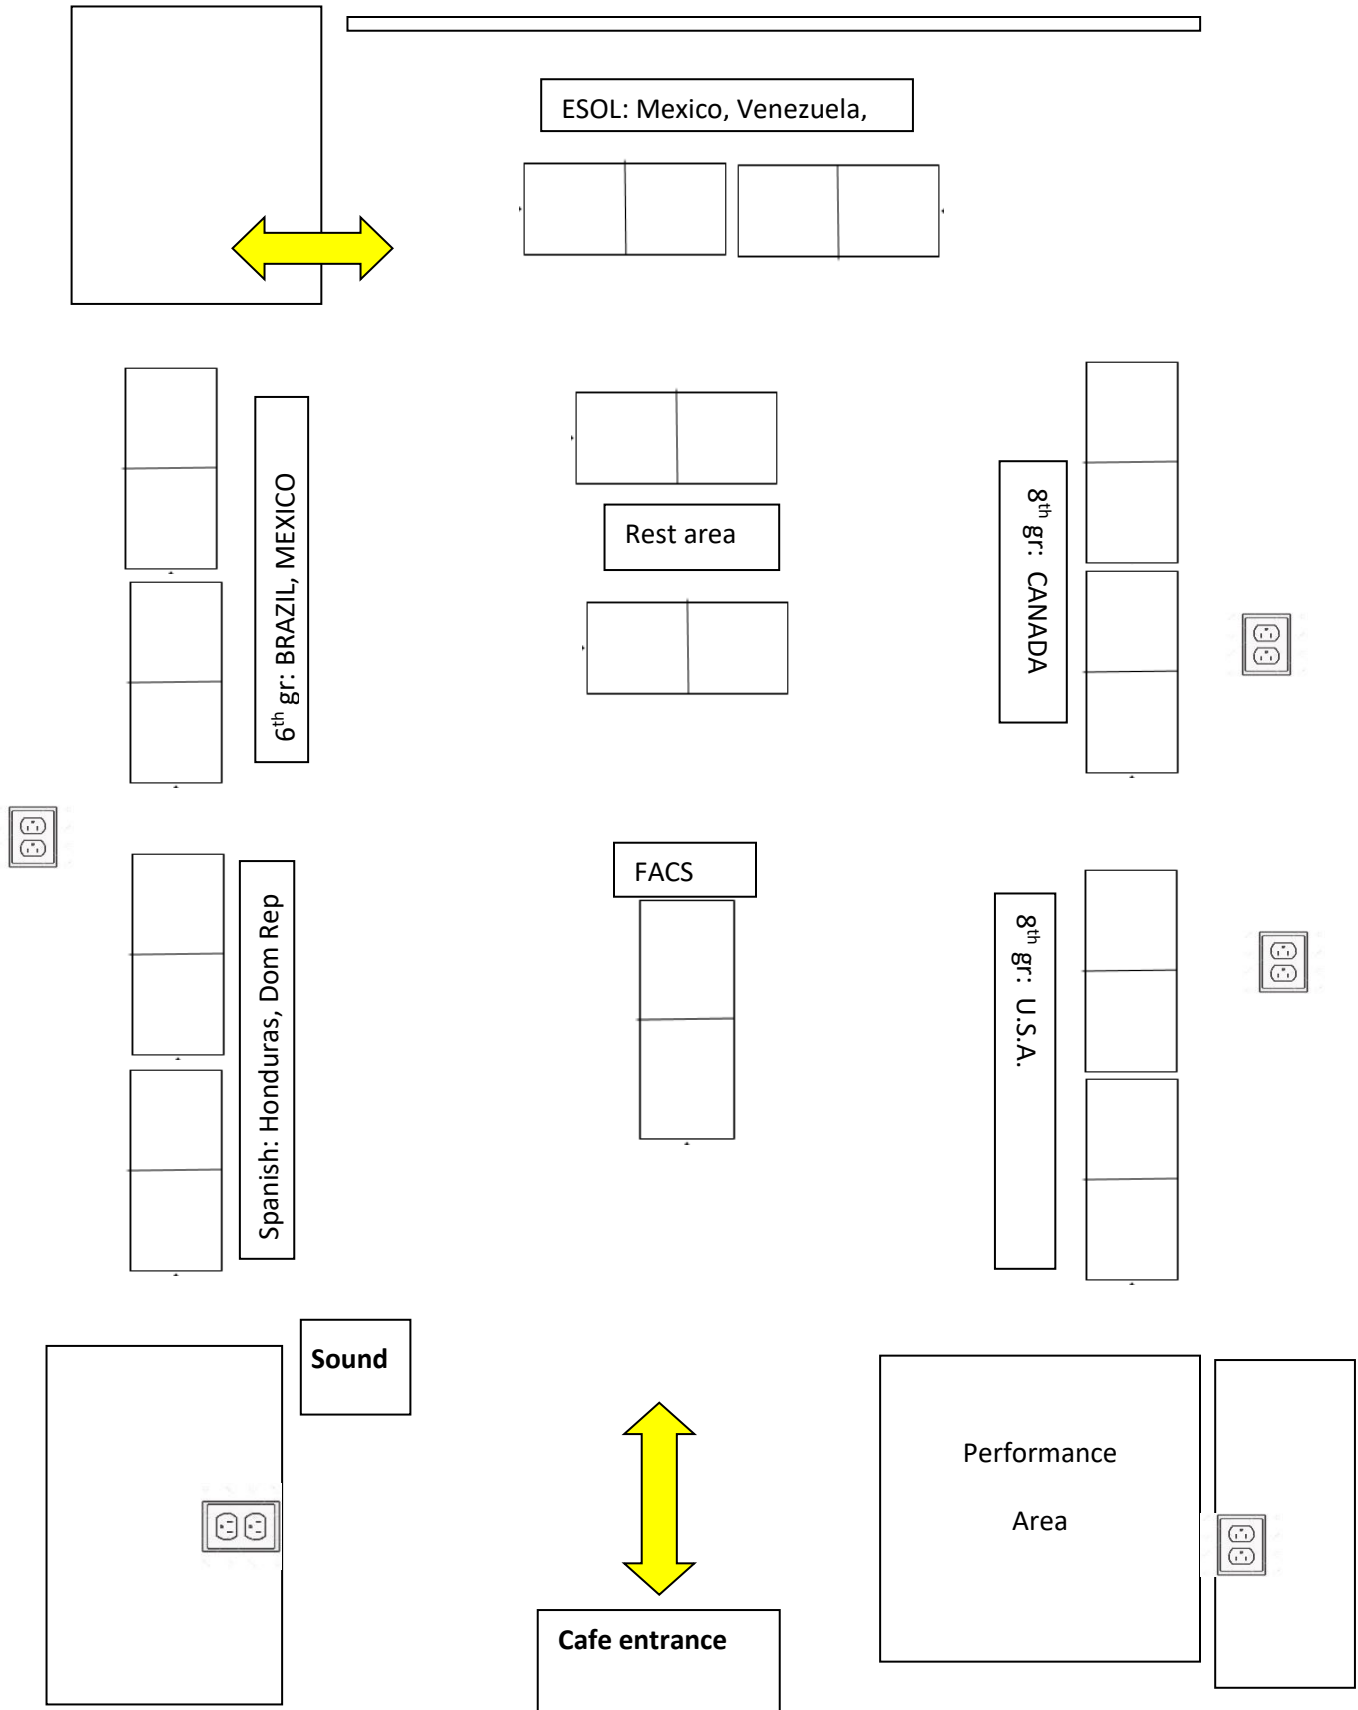 ESOL: Mexico, Venezuela,
6th gr: BRAZIL, MEXICO
Rest area
8th gr: CANADA
Spanish: Honduras, Dom Rep
FACS
8th gr: U.S.A.
Sound
Performance
Area
Cafe entrance